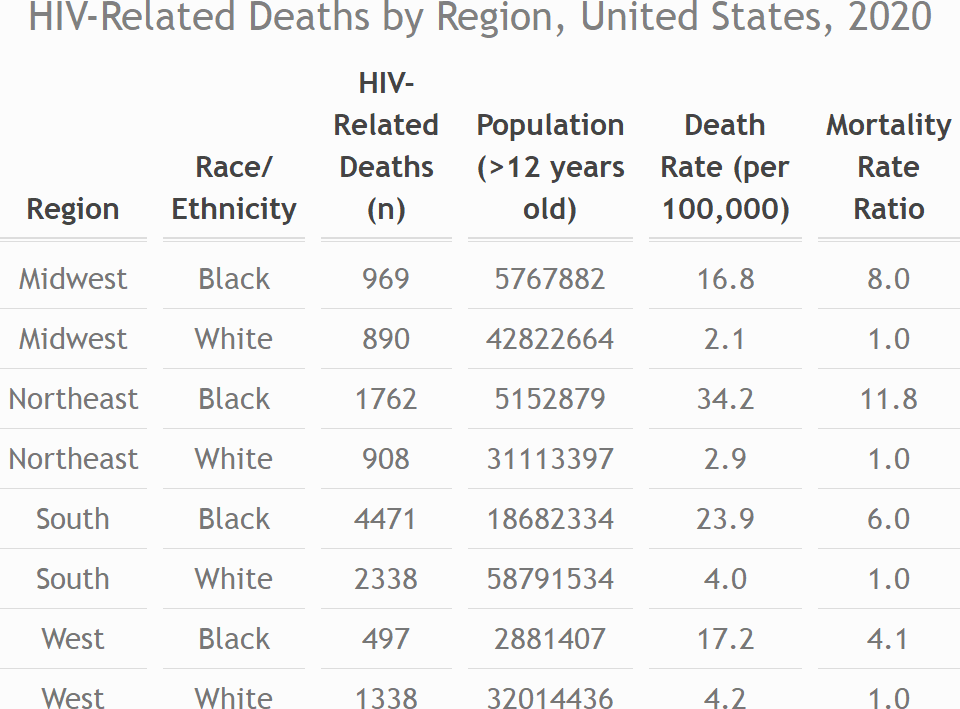 HIV-Related Deaths by Region, United States, 2020
Region Race/ Ethnicity HIV- Related Deaths (n) Population (>12 years old) Death Rate (per 100,000) Mortality Rate Ratio
Midwest Black 969 5767882 16.8 8.0
Midwest White 890 42822664 2.1 1.0
Northeast Black 1762 5152879 34.2 11.8
Northeast White 908 31113397 2.9 1.0
South Black 4471 18682334 23.9 6.0
South White 2338 58791534 4.0 1.0
West Black 497 2881407 17.2 4.1
West White 1338 32014436 4.2 1.0